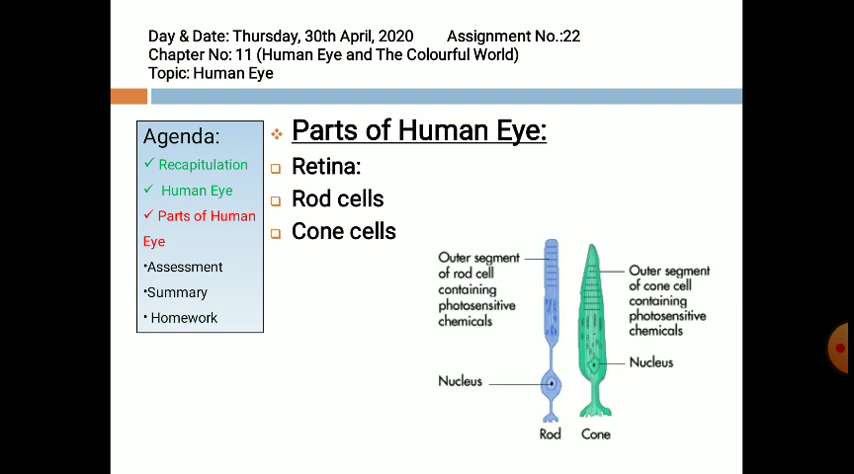 Day & Date: Thursday, 30th April, 2020 Assignment No.:22
Chapter No: 11 (Human Eye and The Colourful World)
Topic: Human Eye
Agenda:
✓ Recapitulation
✓ Human Eye
✓ Parts of Human
Eye
•Assessment
•Summary
• Homework
❖ Parts of Human Eye:
❑ Retina:
❑ Rod cells
❑ Cone cells
Outer segment
of rod cell
containing
photosensitive
chemicals
Nucleus
Outer segment
of cone cell
containing
photosensitive
chemicals
Nucleus
Rod Cone